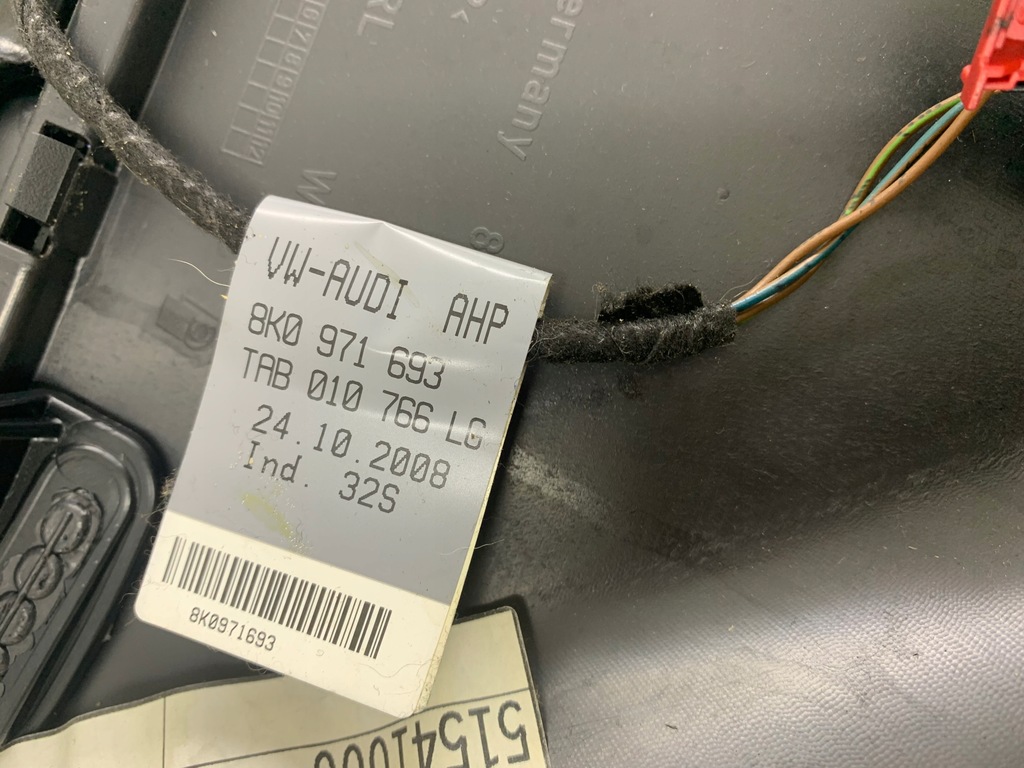 VW-AUDI AHP
8K0 971 693
TAB 010 766 LG
24.10.2008
Ind. 32S
8K0971693
ermany